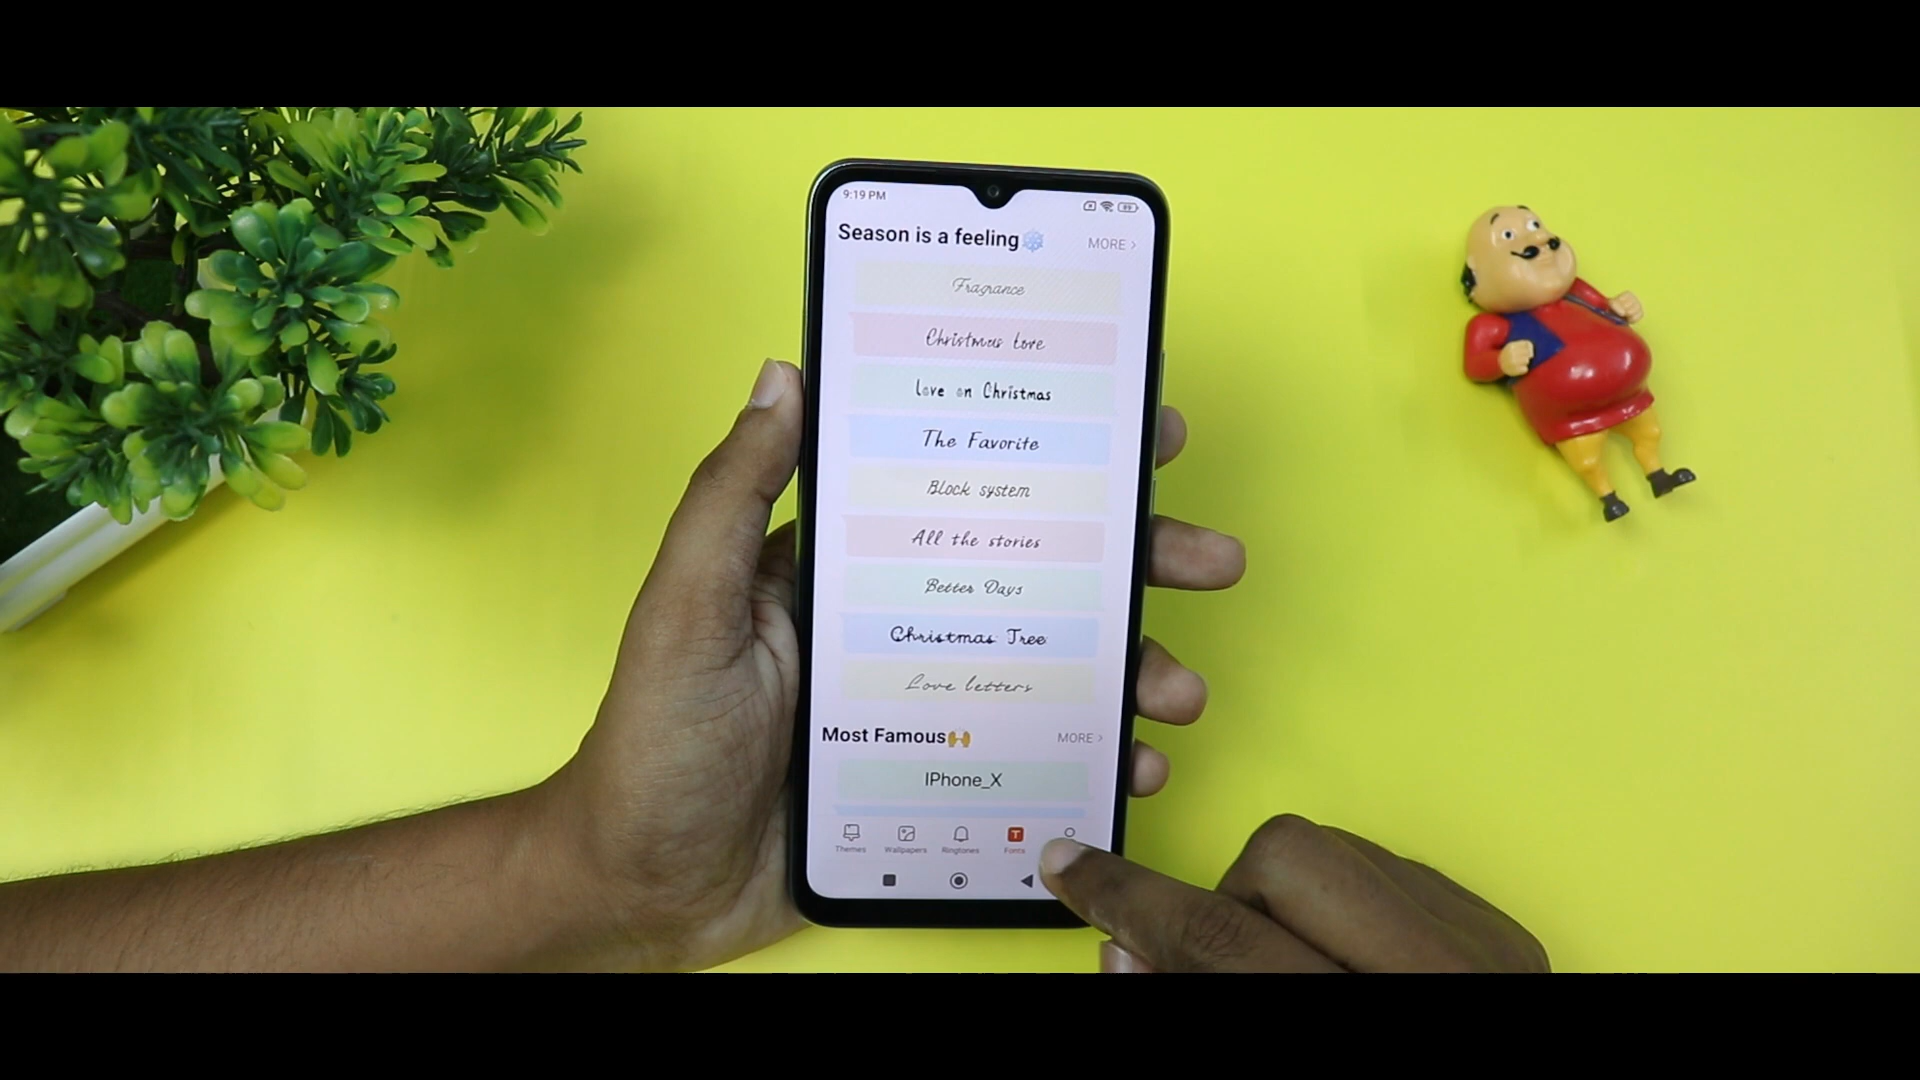 9:19 PM
Season is a feeling❄️
MORE >
Fragrance
Christmas Love
Love on Christmas
The Favorite
Block system
All the stories
Better Days
Christmas Tree
Love letters
Most Famous🙌
MORE >
IPhone_X
Themes
Wallpapers
Ringtones
Fonts